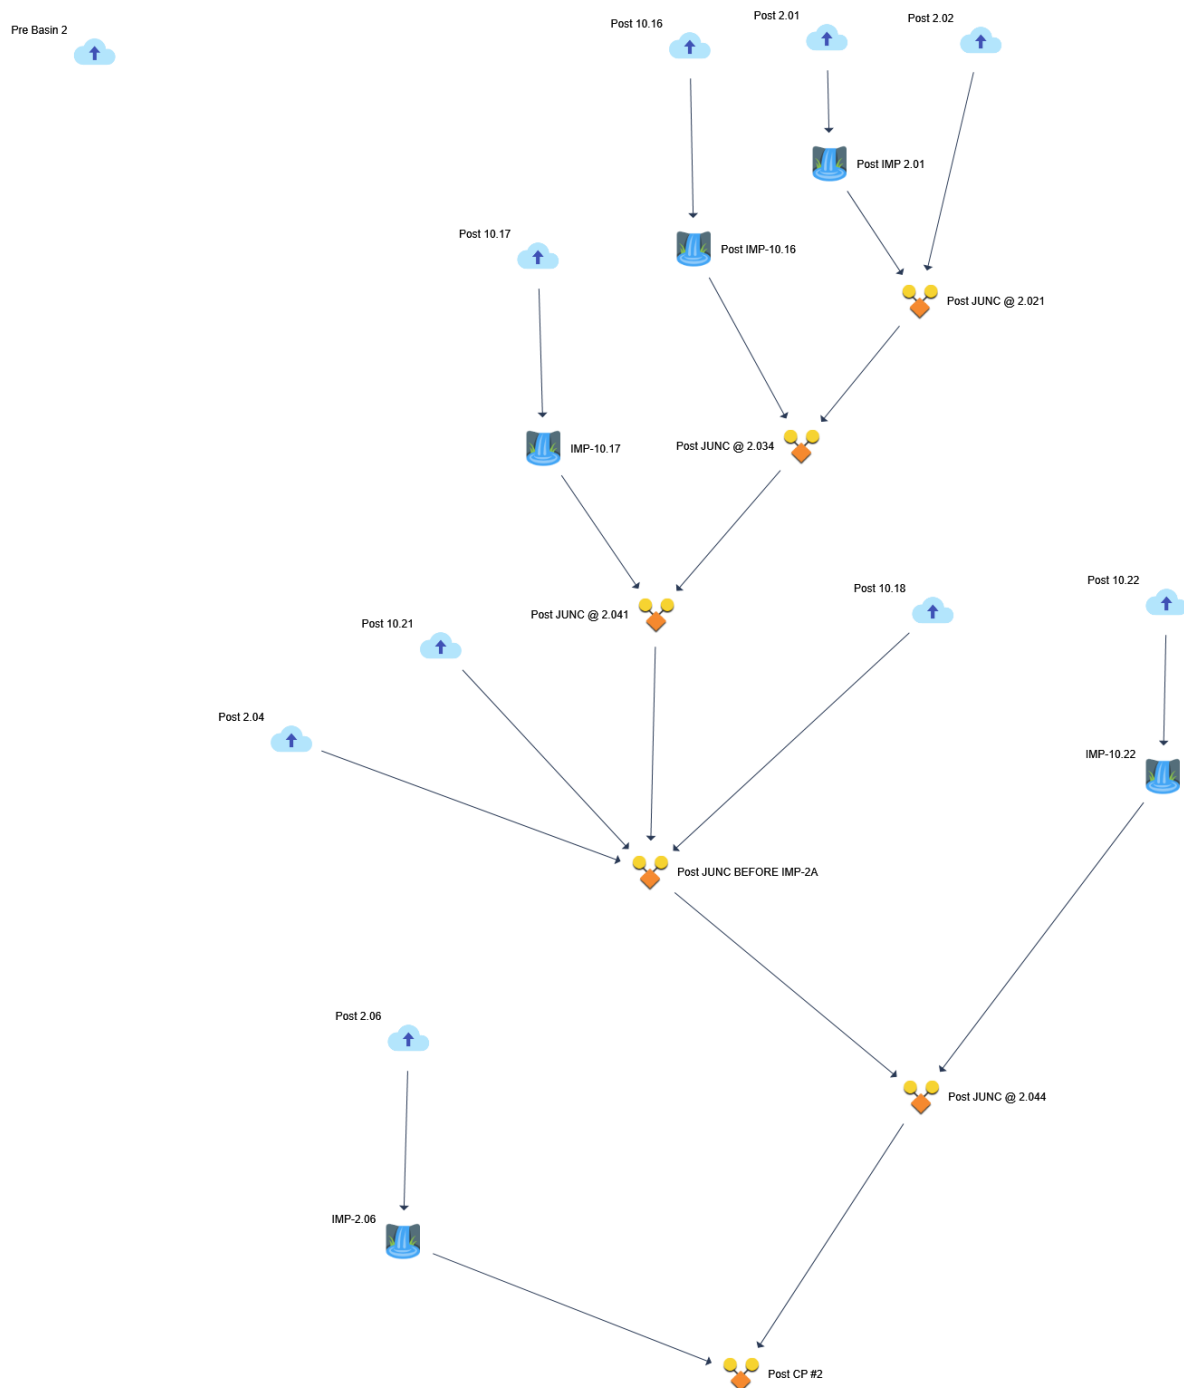 Pre Basin 2
Post 10.16
Post 2.01
Post 2.02
Post IMP 2.01
Post 10.17
Post IMP-10.16
Post JUNC @ 2.021
IMP-10.17
Post JUNC @ 2.034
Post 10.18
Post 10.22
Post JUNC @ 2.041
Post 10.21
Post 2.04
IMP-10.22
Post JUNC BEFORE IMP-2A
Post 2.06
Post JUNC @ 2.044
IMP-2.06
Post CP #2